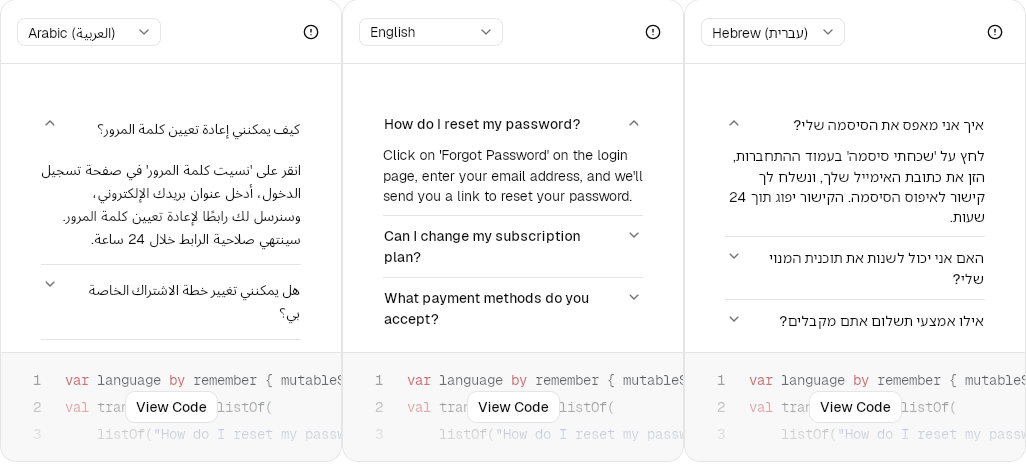 Arabic (العربية)
كيف يمكنني إعادة تعيين كلمة المرور؟
انقر على 'نسيت كلمة المرور' في صفحة تسجيل
الدخول، أدخل عنوان بريدك الإلكتروني،
وسنرسل لك رابطًا لإعادة تعيين كلمة المرور.
سينتهي صلاحية الرابط خلال 24 ساعة.
هل يمكنني تغيير خطة الاشتراك الخاصة
بي؟
1 var language by remember { mutableS
2 val tran
View Code
listOf(
3 listOf("How do I reset my passw
English
How do I reset my password?
Click on 'Forgot Password' on the login
page, enter your email address, and we'll
send you a link to reset your password.
Can I change my subscription
plan?
What payment methods do you
accept?
1 var language by remember { mutableS
2 val tran
View Code
listOf(
3 listOf("How do I reset my passw
Hebrew (עברית)
איך אני מאפס את הסיסמה שלי?
לחץ על 'שכחתי סיסמה' בעמוד ההתחברות,
הזן את כתובת האימייל שלך, ונשלח לך
קישור לאיפוס הסיסמה. הקישור יפוג תוך 24
שעות.
האם אני יכול לשנות את תוכנית המנוי
שלי?
אילו אמצעי תשלום אתם מקבלים?
1 var language by remember { mutableS
2 val tran
View Code
listOf(
3 listOf("How do I reset my passw